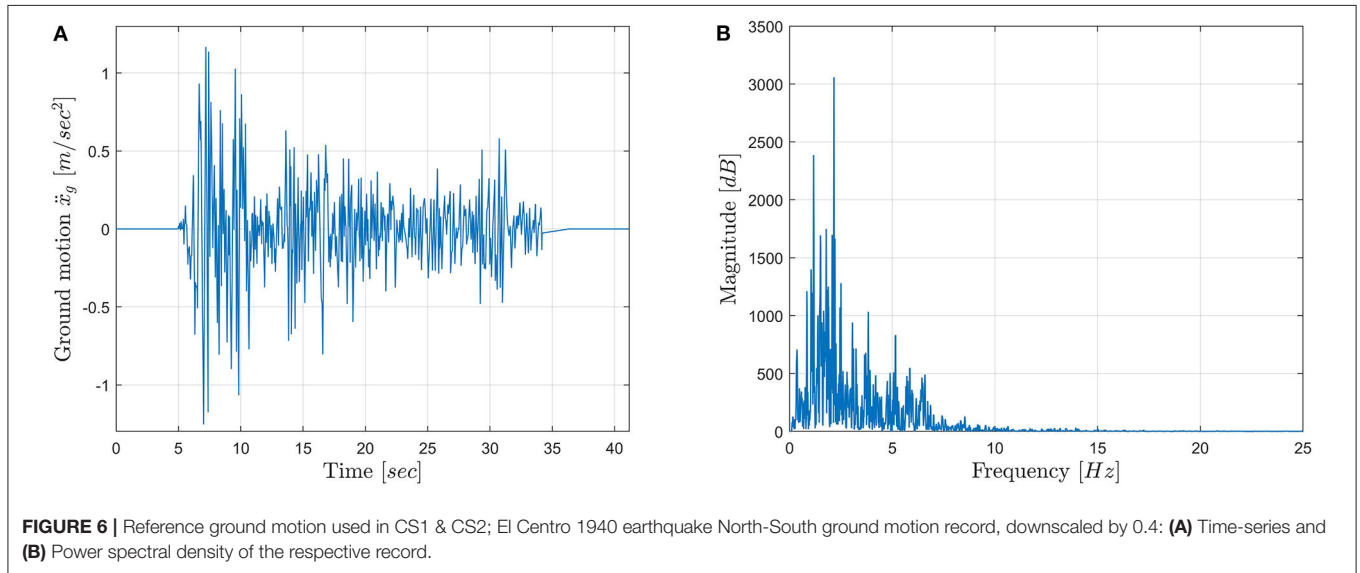 A
Ground motion ẍ_g [m/sec²]
1
0.5
0
-0.5
-1
0 5 10 15 20 25 30 35 40
Time [sec]
B
Magnitude [dB]
3500
3000
2500
2000
1500
1000
500
0
0 5 10 15 20 25
Frequency [Hz]
FIGURE 6 | Reference ground motion used in CS1 & CS2; El Centro 1940 earthquake North-South ground motion record, downscaled by 0.4: (A) Time-series and
(B) Power spectral density of the respective record.